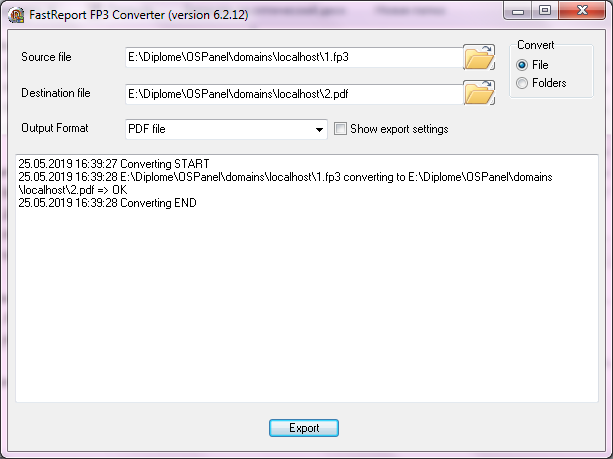 FastReport FP3 Converter (version 6.2.12)
Convert
Source file
E:\Diplome\OSPanel\domains\localhost\1.fp3
File
Folders
Destination file
E:\Diplome\OSPanel\domains\localhost\2.pdf
Output Format
PDF file
Show export settings
25.05.2019 16:39:27 Converting START
25.05.2019 16:39:28 E:\Diplome\OSPanel\domains\localhost\1.fp3 converting to E:\Diplome\OSPanel\domains
\localhost\2.pdf => OK
25.05.2019 16:39:28 Converting END
Export